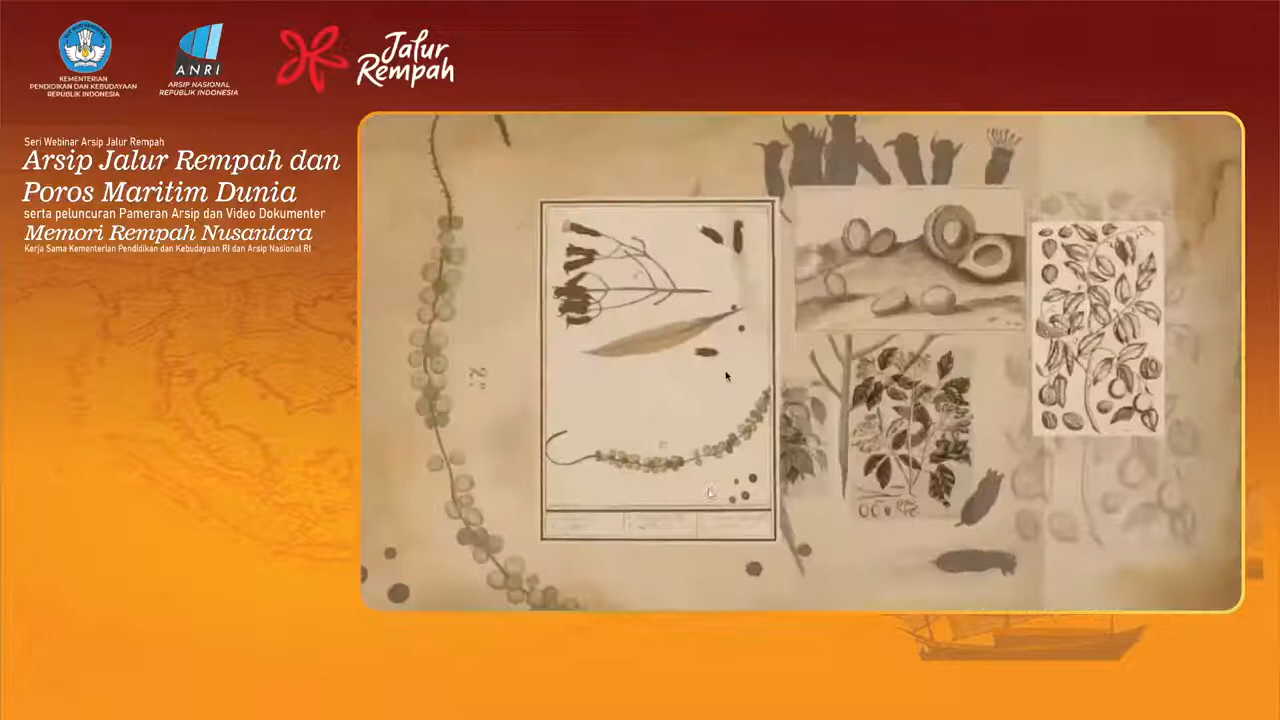 KEMENTERIAN
PENDIDIKAN DAN KEBUDAYAAN
REPUBLIK INDONESIA
ANRI
ARSIP NASIONAL
REPUBLIK INDONESIA
Jalur
Rempah
Seri Webinar Arsip Jalur Rempah
Arsip Jalur Rempah dan
Poros Maritim Dunia
serta peluncuran Pameran Arsip dan Video Dokumenter
Memori Rempah Nusantara
Kerja Sama Kementerian Pendidikan dan Kebudayaan RI dan Arsip Nasional RI